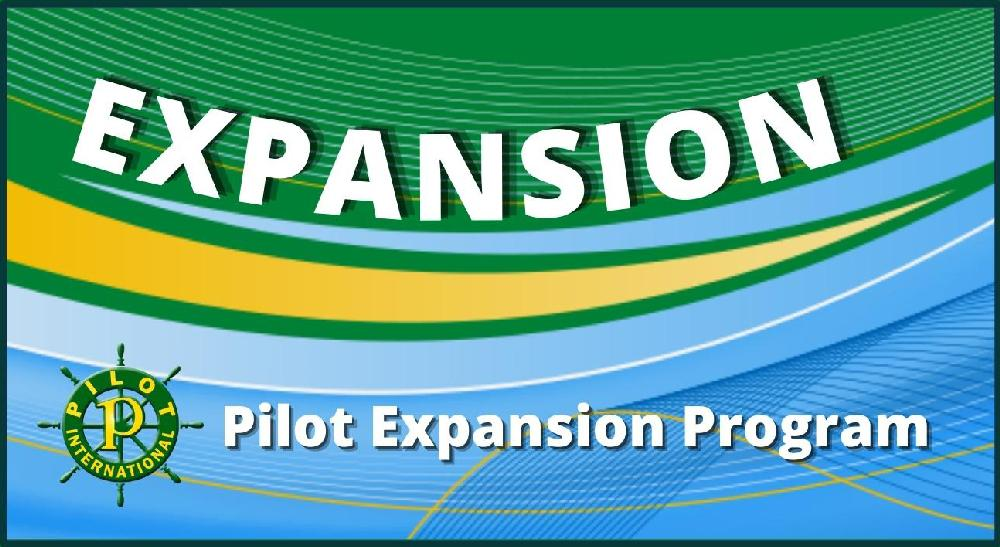 EXPANSION
PILOT
P
INTERNATIONAL
Pilot Expansion Program